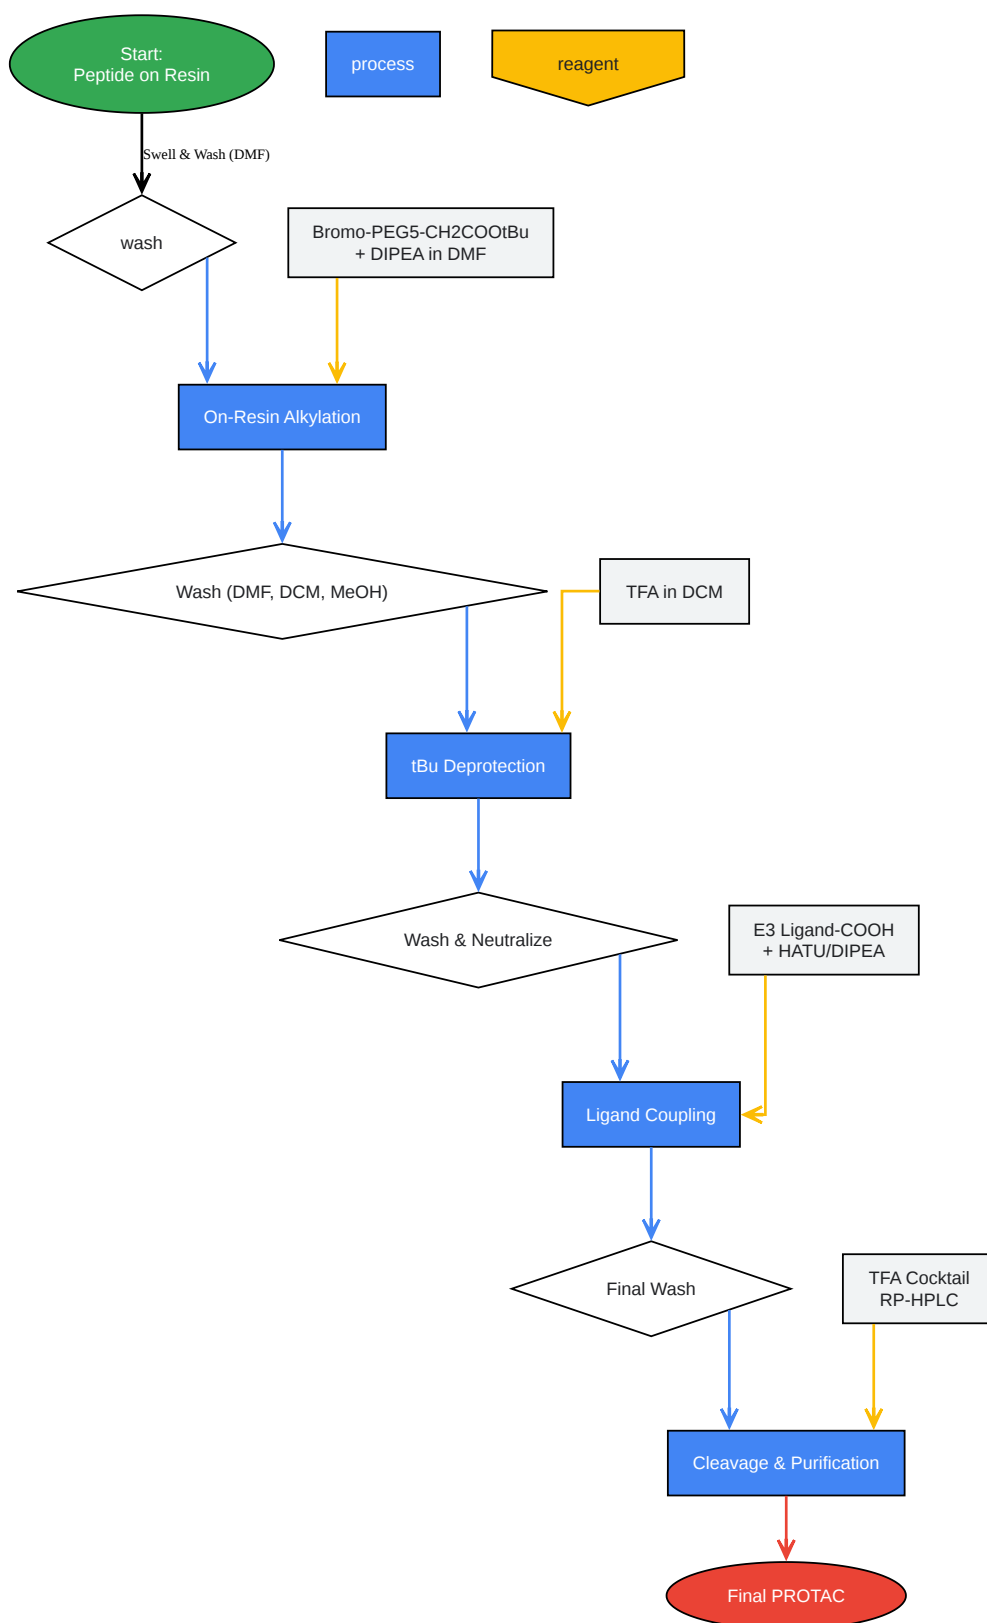 Start:
Peptide on Resin
process
reagent
Swell & Wash (DMF)
wash
Bromo-PEG5-CH2COOtBu
+ DIPEA in DMF
On-Resin Alkylation
Wash (DMF, DCM, MeOH)
TFA in DCM
tBu Deprotection
Wash & Neutralize
E3 Ligand-COOH
+ HATU/DIPEA
Ligand Coupling
Final Wash
TFA Cocktail
RP-HPLC
Cleavage & Purification
Final PROTAC